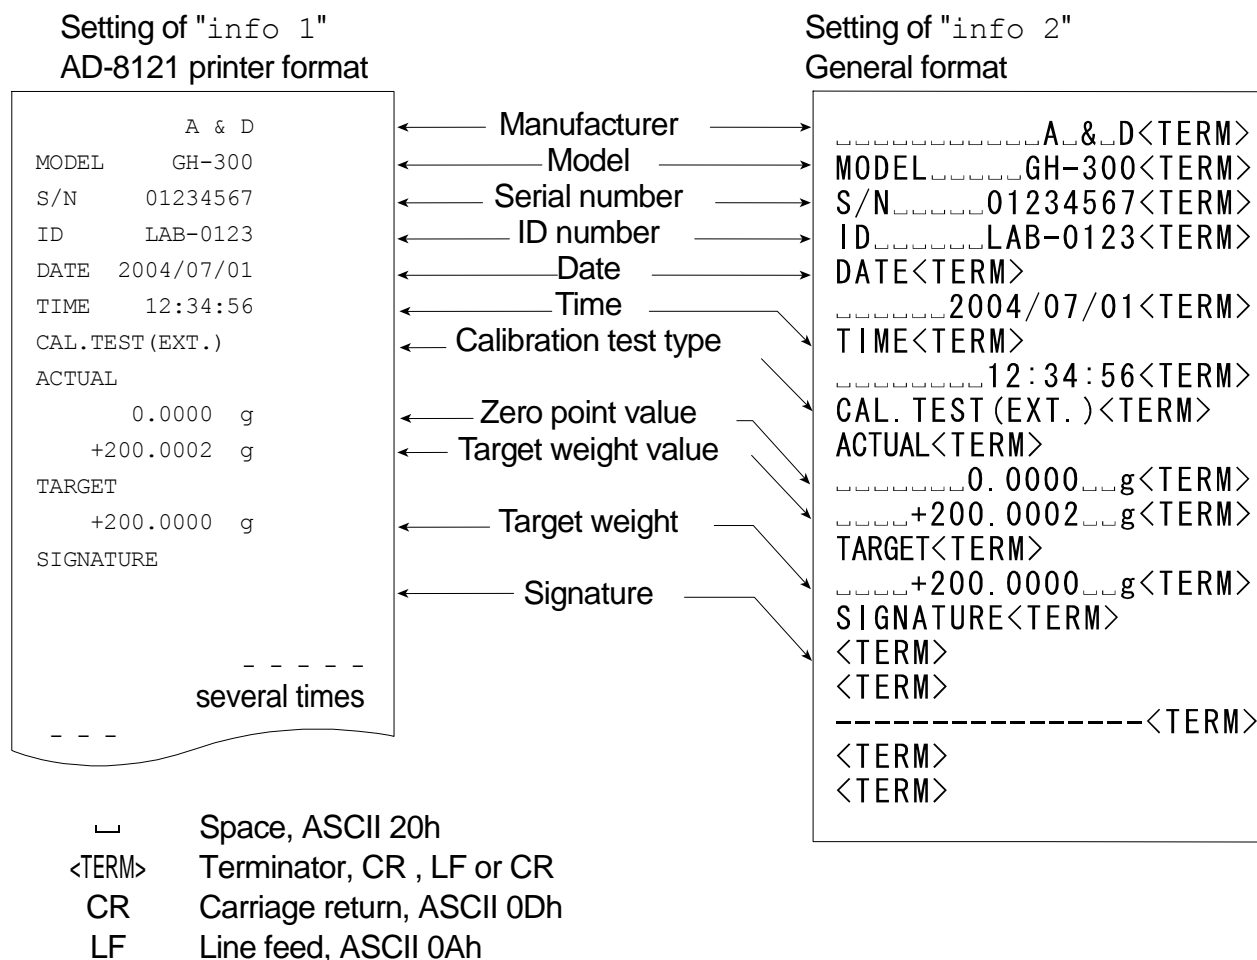 Setting of "info 1"
AD-8121 printer format
A & D
MODEL GH-300
S/N 01234567
ID LAB-0123
DATE 2004/07/01
TIME 12:34:56
CAL.TEST(EXT.)
ACTUAL
0.0000 g
+200.0002 g
TARGET
+200.0000 g
SIGNATURE
- - - - -
several times
- - -
Manufacturer
Model
Serial number
ID number
Date
Time
Calibration test type
Zero point value
Target weight value
Target weight
Signature
Setting of "info 2"
General format
␣␣␣␣␣␣␣␣␣␣␣A␣&␣D<TERM>
MODEL␣␣␣␣␣GH-300<TERM>
S/N␣␣␣␣␣01234567<TERM>
ID␣␣␣␣␣␣LAB-0123<TERM>
DATE<TERM>
␣␣␣␣␣␣2004/07/01<TERM>
TIME<TERM>
␣␣␣␣␣␣␣␣12:34:56<TERM>
CAL.TEST(EXT.)<TERM>
ACTUAL<TERM>
␣␣␣␣␣␣␣0.0000␣␣g<TERM>
␣␣␣␣+200.0002␣␣g<TERM>
TARGET<TERM>
␣␣␣␣+200.0000␣␣g<TERM>
SIGNATURE<TERM>
<TERM>
<TERM>
----------------<TERM>
<TERM>
<TERM>
␣ Space, ASCII 20h
<TERM> Terminator, CR , LF or CR
CR Carriage return, ASCII 0Dh
LF Line feed, ASCII 0Ah